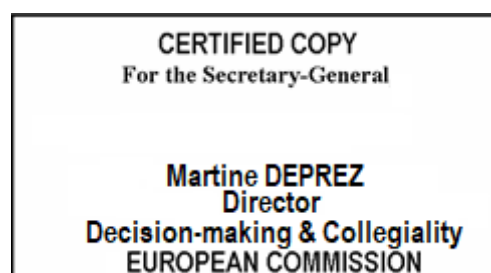 CERTIFIED COPY
For the Secretary-General
Martine DEPREZ
Director
Decision-making & Collegiality
EUROPEAN COMMISSION